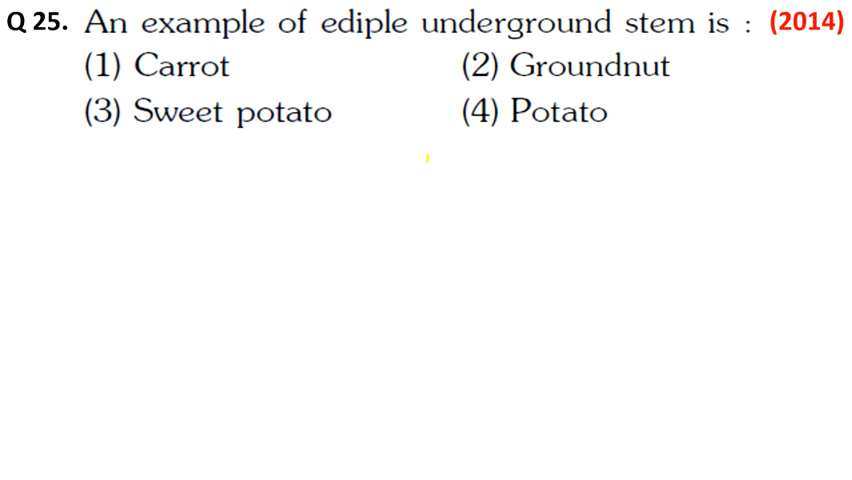 Q 25. An example of ediple underground stem is : (2014)
(1) Carrot (2) Groundnut
(3) Sweet potato (4) Potato